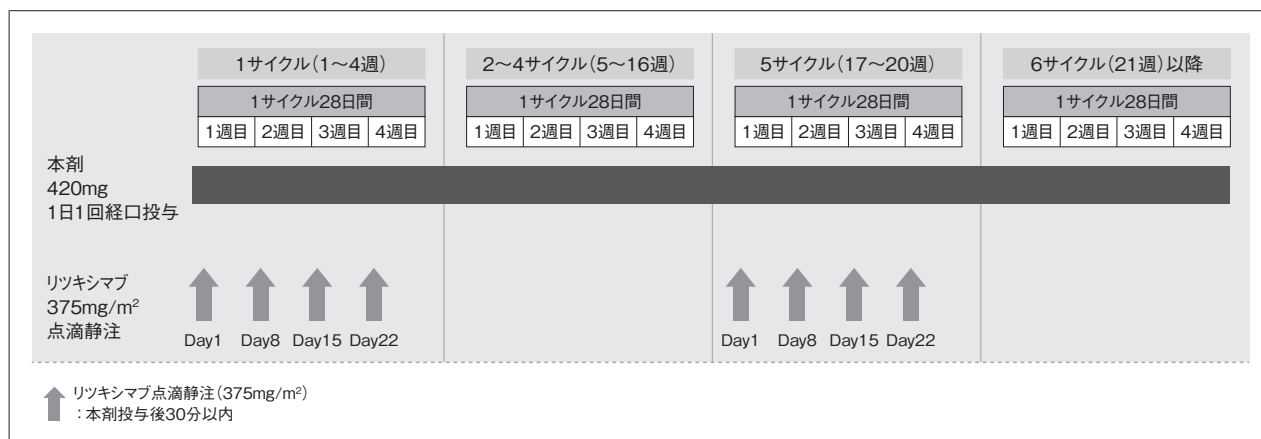 1サイクル(1〜4週)
2〜4サイクル(5〜16週)
5サイクル(17〜20週)
6サイクル(21週)以降
1サイクル28日間
1サイクル28日間
1サイクル28日間
1サイクル28日間
1週目 2週目 3週目 4週目
1週目 2週目 3週目 4週目
1週目 2週目 3週目 4週目
1週目 2週目 3週目 4週目
本剤
420mg
1日1回経口投与
リツキシマブ
375mg/m²
点滴静注
Day1 Day8 Day15 Day22
Day1 Day8 Day15 Day22
リツキシマブ点滴静注(375mg/m²)
:本剤投与後30分以内